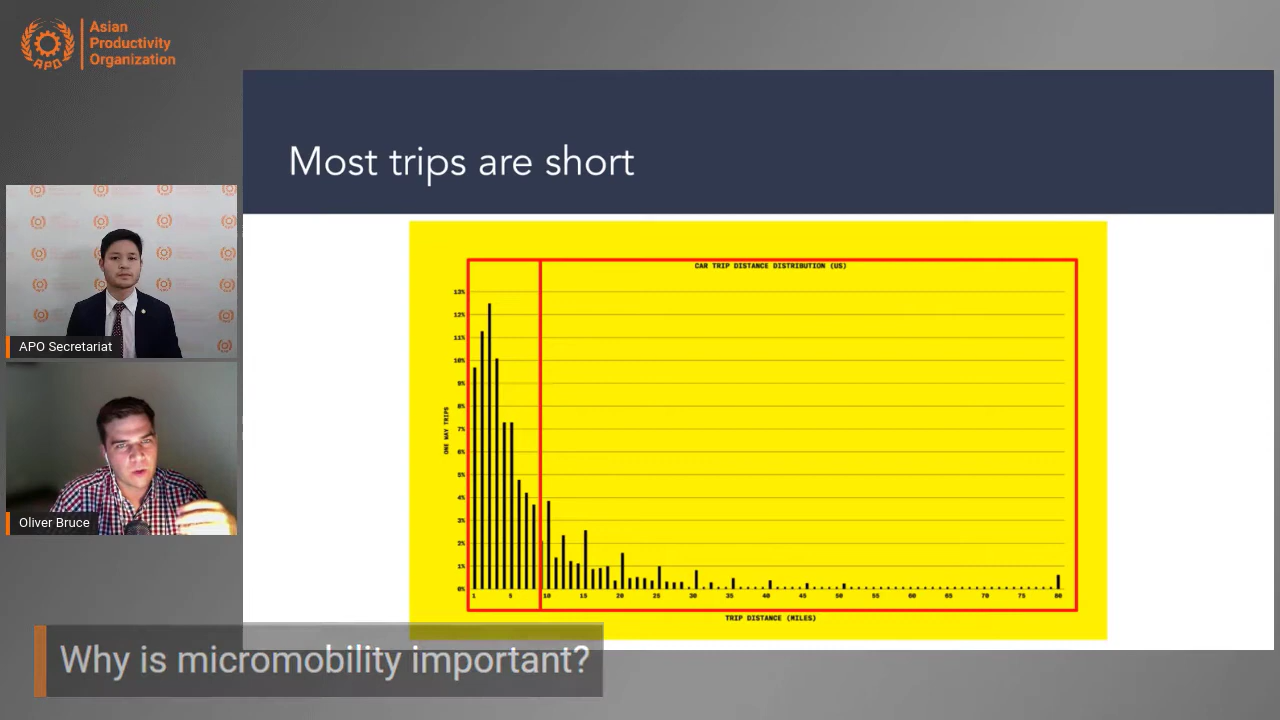 Asian
Productivity
Organization
APO
Most trips are short
CAR TRIP DISTANCE DISTRIBUTION (US)
13%
12%
11%
10%
9%
8%
7%
6%
5%
4%
3%
2%
1%
0%
ONE WAY TRIPS
1 5 10 15 20 25 30 35 40 45 50 55 60 65 70 75 80
TRIP DISTANCE (MILES)
APO Secretariat
Oliver Bruce
Why is micromobility important?